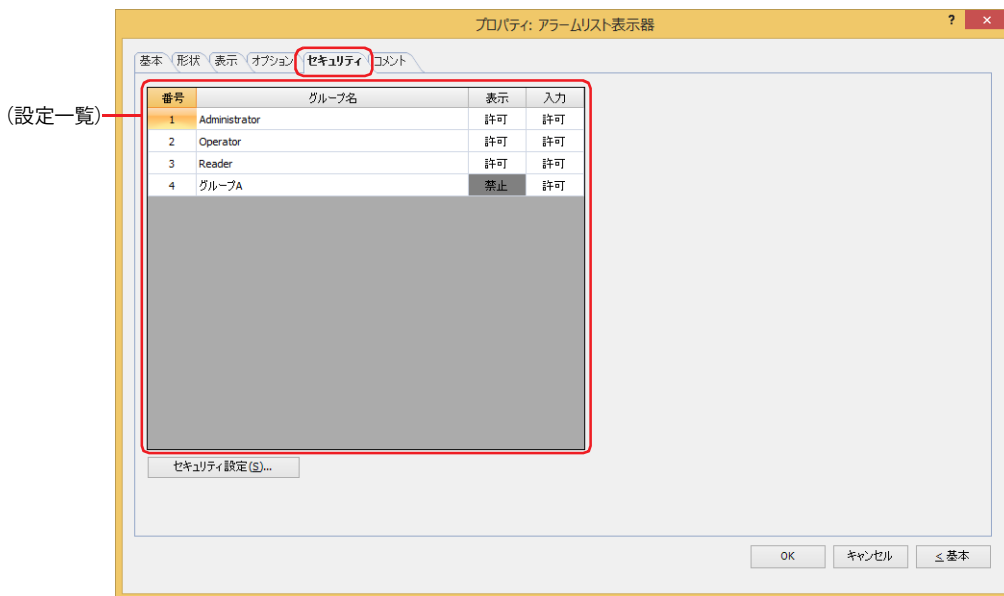 プロパティ: アラームリスト表示器
? ×
基本 形状 表示 オプション セキュリティ コメント
(設定一覧)
番号 グループ名 表示 入力
1 Administrator 許可 許可
2 Operator 許可 許可
3 Reader 許可 許可
4 グループA 禁止 許可
セキュリティ設定(S)...
OK キャンセル < 基本